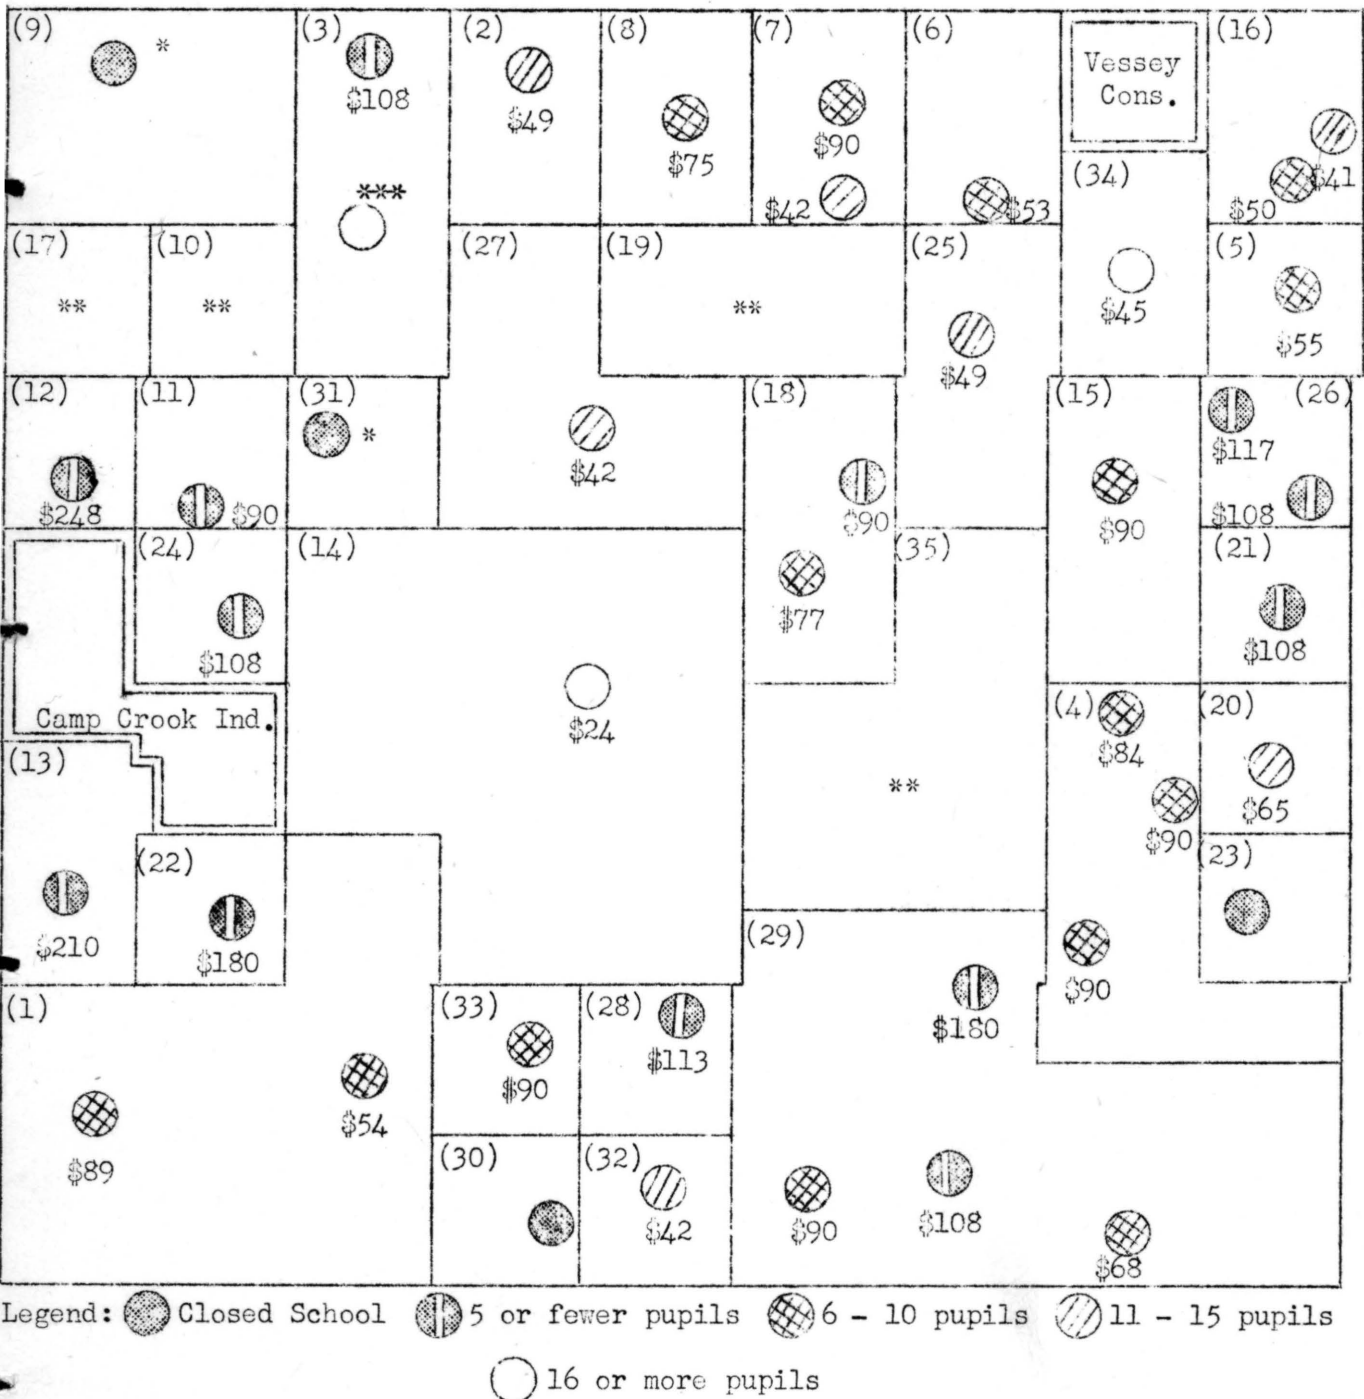 (9) * (3) (2) (8) (7) (6) (16)
Vessey
Cons.
$108
$49
$75
$90
$41
*** (34)
$42 $53 $50
(17) (10) (27) (19) (25) (5)
** ** **
$45
$55
$49
(12) (11) (31) (18) (15) (26)
*
$117
$42
$248 $90 $90 $108
$90
(24) (14) (35) (21)
$77
$108 $108
(4) (20)
Camp Crook Ind.
$24
$84
(13)
**
$65
$90
(22) (23)
(29)
$210 $180
$90
(1) (33) (28)
$180
$113
$90
$54
(30) (32)
$89
$42 $90 $108
$68
Legend: Closed School 5 or fewer pupils 6 - 10 pupils 11 - 15 pupils
16 or more pupils